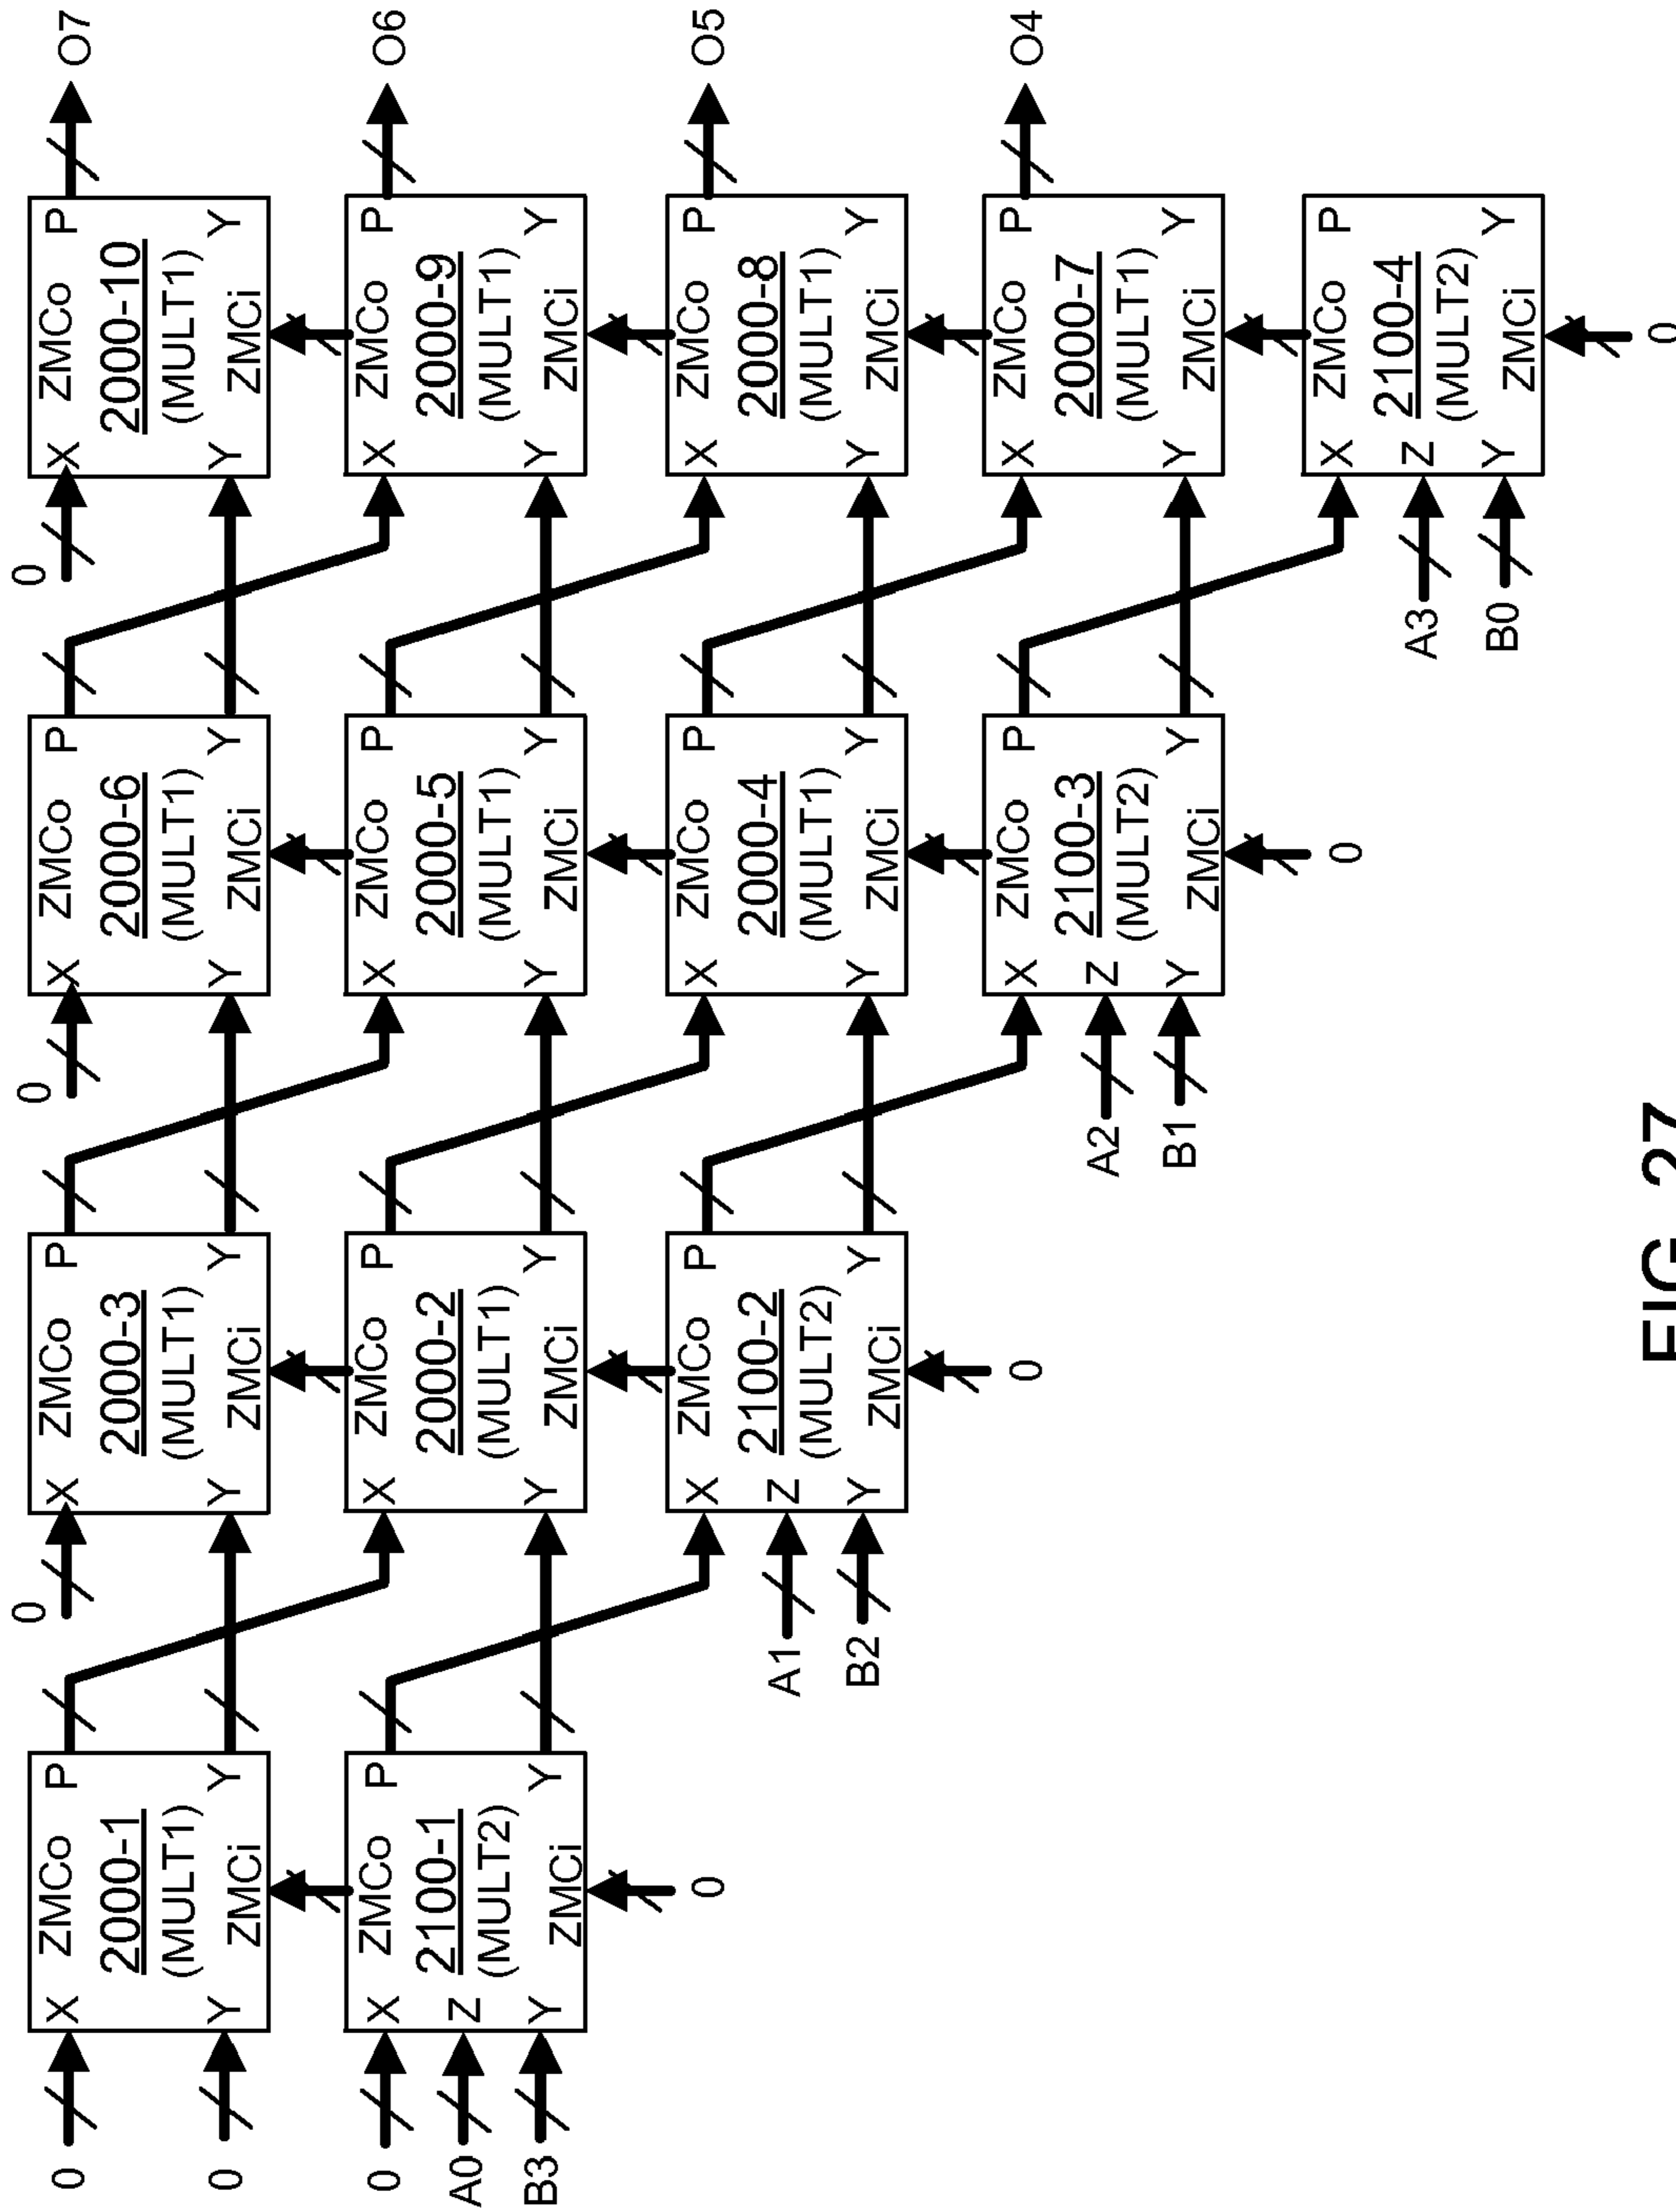 0 0 0
0 X ZMCo P X ZMCo P X ZMCo P X ZMCo P O7
2000-1 2000-3 2000-6 2000-10
(MULT1) (MULT1) (MULT1) (MULT1)
0 Y Y Y Y Y Y Y Y
ZMCi ZMCi ZMCi ZMCi
0 X ZMCo P X ZMCo P X ZMCo P X ZMCo P O6
A0 Z 2100-1 2000-2 2000-5 2000-9
(MULT2) (MULT1) (MULT1) (MULT1)
B3 Y Y Y Y Y Y Y Y
ZMCi ZMCi ZMCi ZMCi
0 X ZMCo P X ZMCo P X ZMCo P O5
A1 Z 2100-2 2000-4 2000-8
(MULT2) (MULT1) (MULT1)
B2 Y Y Y Y Y Y
ZMCi ZMCi ZMCi
0 X ZMCo P X ZMCo P O4
A2 Z 2100-3 2000-7
(MULT2) (MULT1)
B1 Y Y Y Y
ZMCi ZMCi
0 X ZMCo P
A3 Z 2100-4
(MULT2)
B0 Y Y
ZMCi
0
FIG. 27